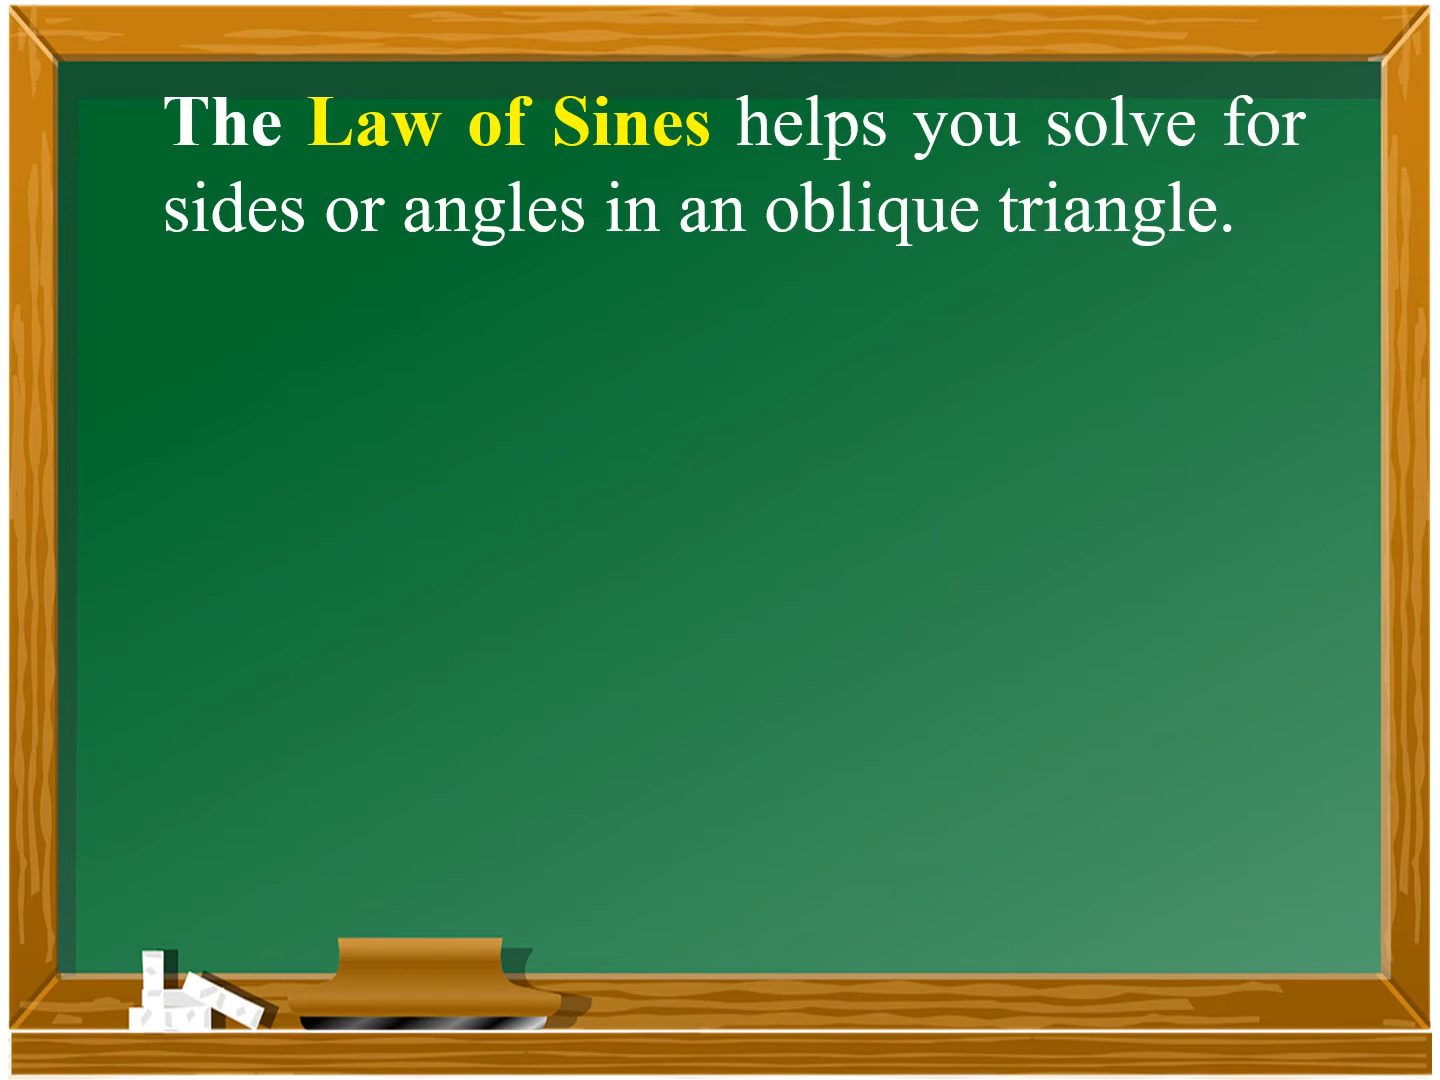 The Law of Sines helps you solve for
sides or angles in an oblique triangle.